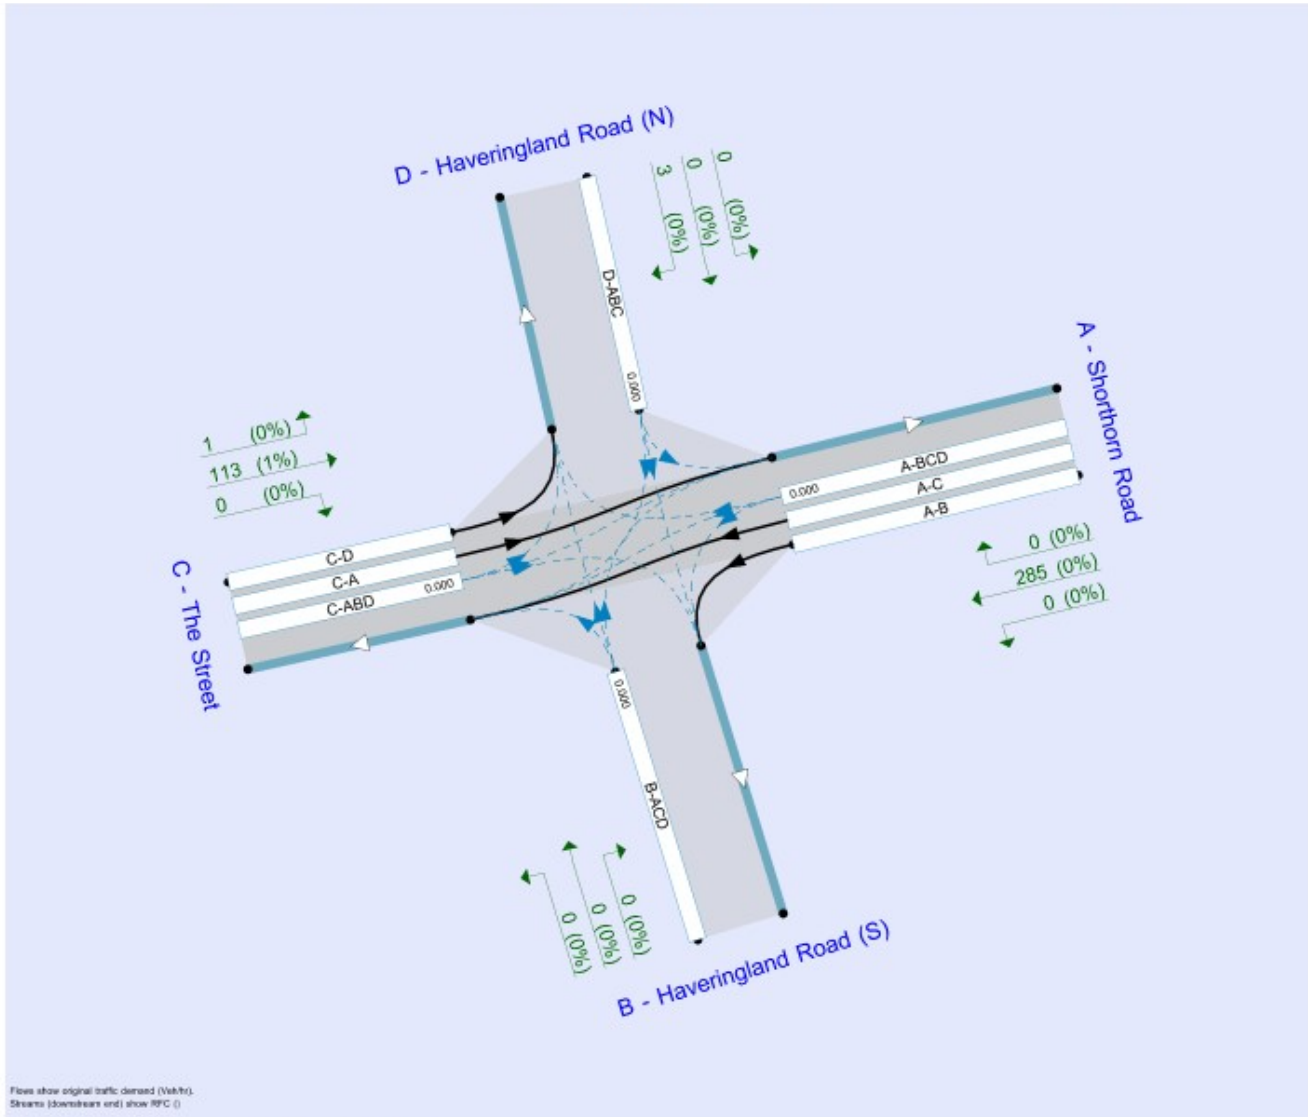 D - Haveringland Road (N)
3 (0%)
0 (0%)
0 (0%)
D-ABC
0.000
A - Shorthorn Road
A-BCD
0.000
A-C
A-B
0 (0%)
285 (0%)
0 (0%)
1 (0%)
113 (1%)
0 (0%)
C-D
C-A
C-ABD
0.000
C - The Street
0.000
B-ACD
0 (0%)
0 (0%)
0 (0%)
B - Haveringland Road (S)
Flows show original traffic demand (Veh/hr).
Streams (downstream end) show RFC ()